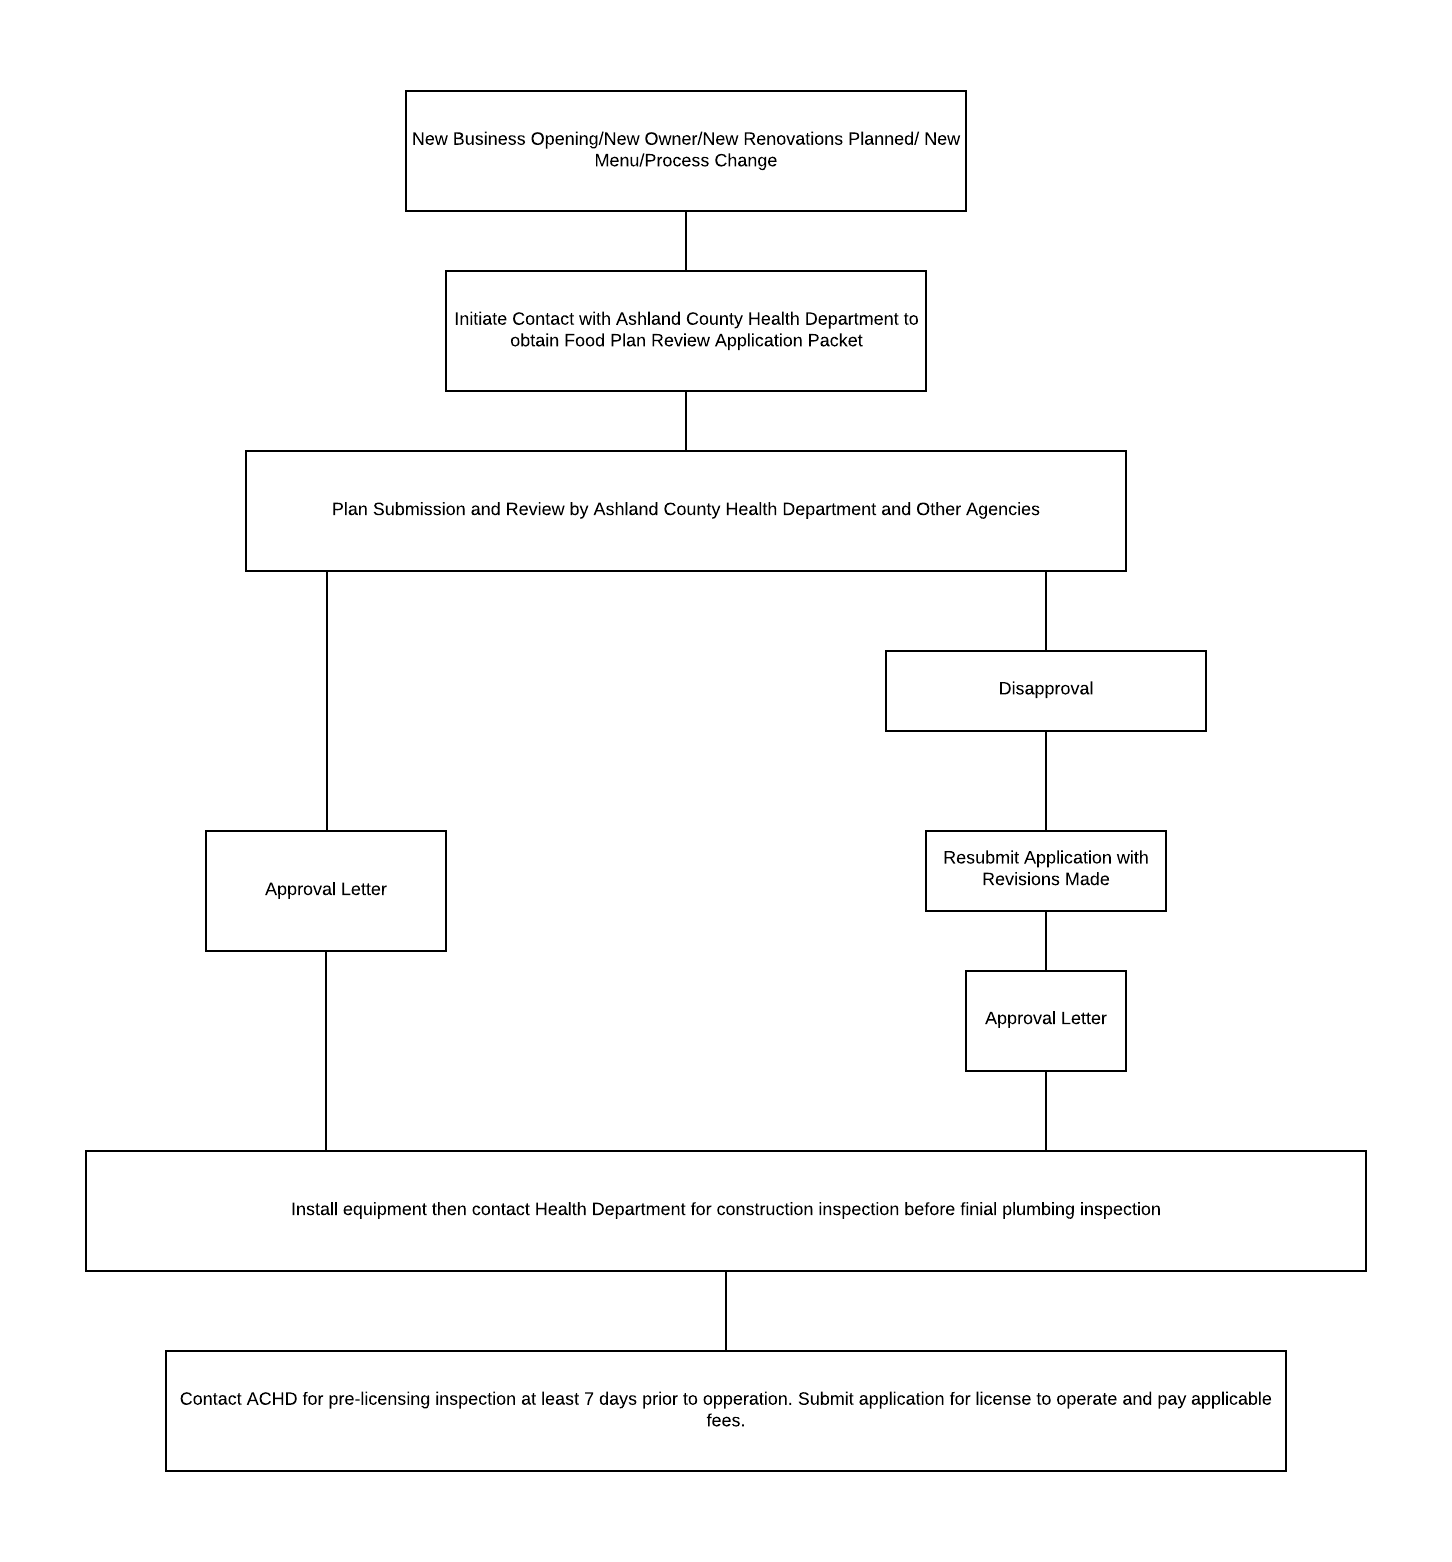 New Business Opening/New Owner/New Renovations Planned/ New
Menu/Process Change
Initiate Contact with Ashland County Health Department to
obtain Food Plan Review Application Packet
Plan Submission and Review by Ashland County Health Department and Other Agencies
Disapproval
Approval Letter
Resubmit Application with
Revisions Made
Approval Letter
Install equipment then contact Health Department for construction inspection before finial plumbing inspection
Contact ACHD for pre-licensing inspection at least 7 days prior to opperation. Submit application for license to operate and pay applicable
fees.